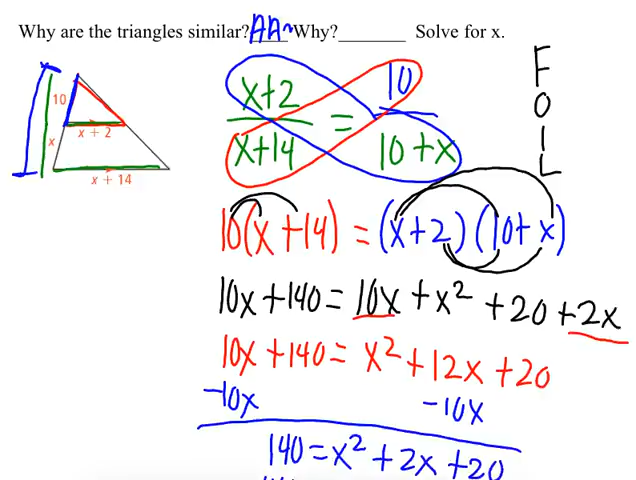 Why are the triangles similar? AA~ Why?_______ Solve for x.
F
O
I
L
10
x
x + 2
x + 14
x+2 / x+14 = 10 / 10+x
10(x+14) = (x+2)(10+x)
10x+140 = 10x + x² + 20 + 2x
10x+140 = x² + 12x + 20
-10x -10x
140 = x² + 2x + 20